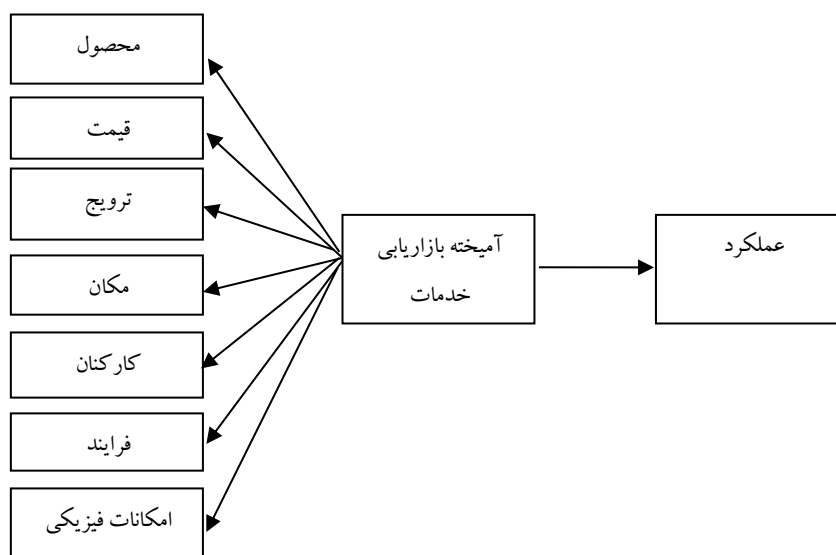 محصول
قیمت
ترویج
مکان
کارکنان
فرایند
امکانات فیزیکی
آمیخته بازاریابی
خدمات
عملکرد